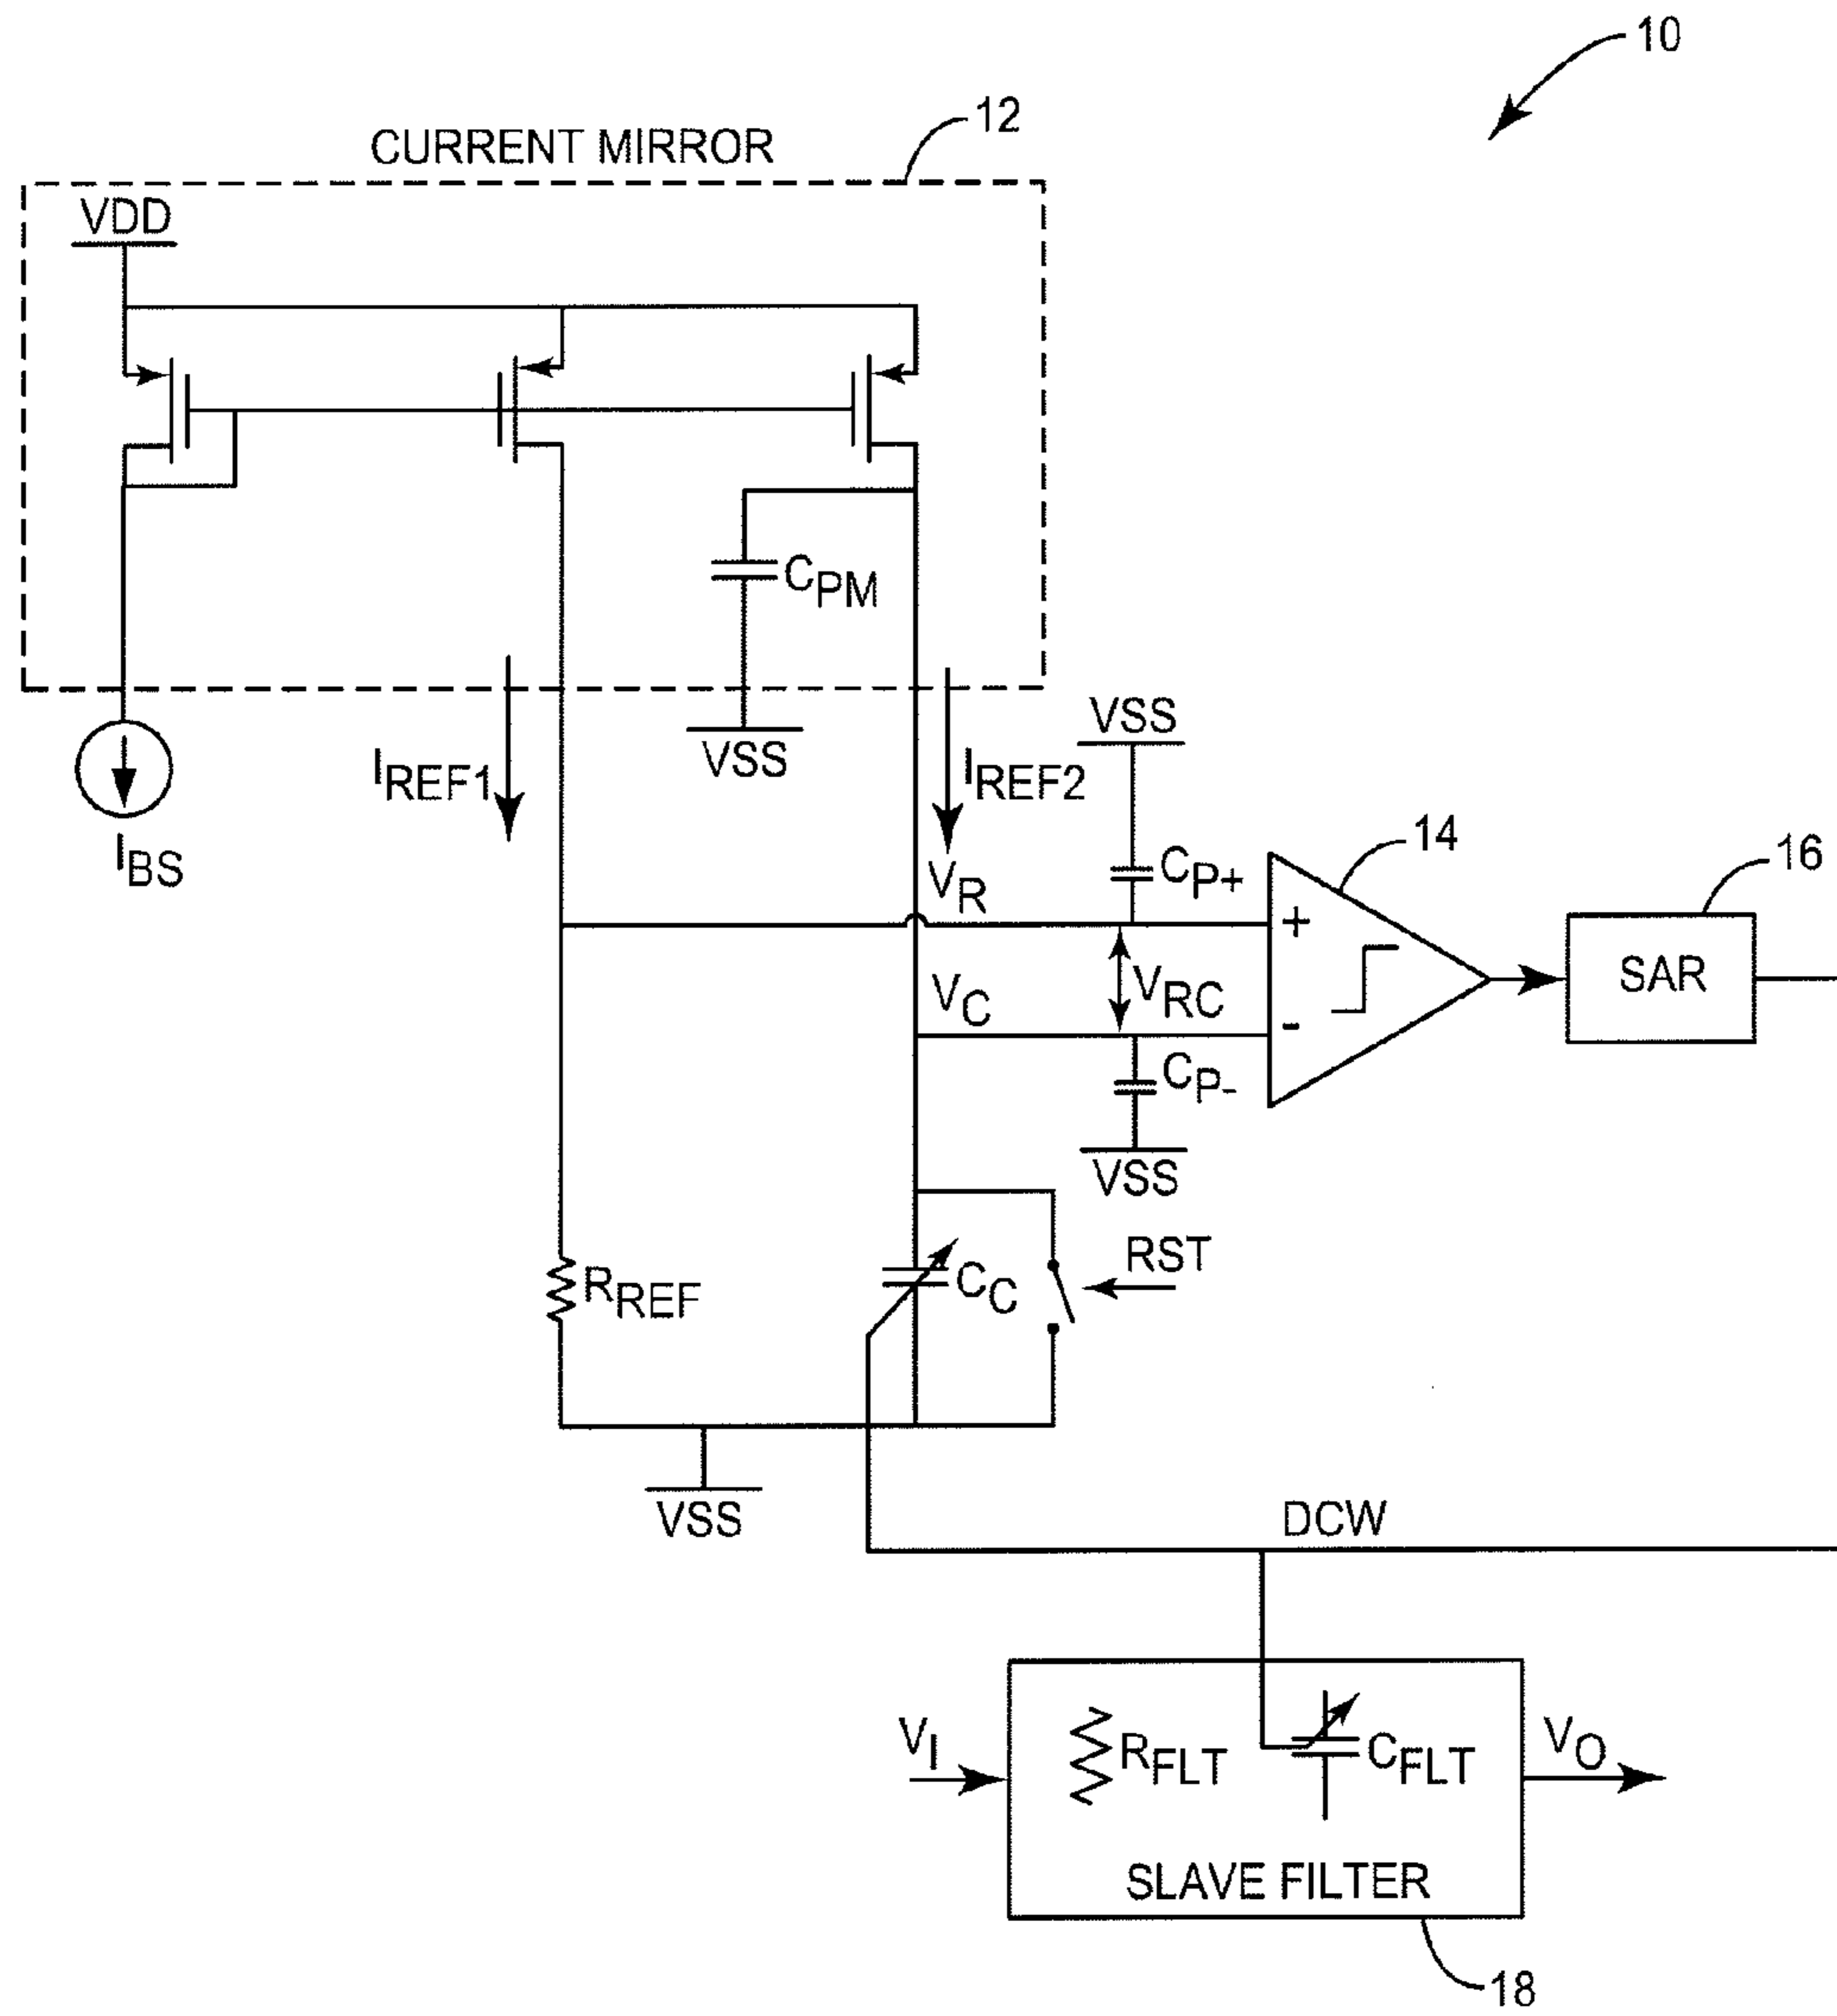 10
12
CURRENT MIRROR
VDD
CPM
VSS
IREF1
IREF2
IBS
VSS
CP+
VR
14
16
+
VRC
VC
SAR
-
CP-
VSS
RREF
CC
RST
VSS
DCW
VI
RFLT
CFLT
VO
SLAVE FILTER
18